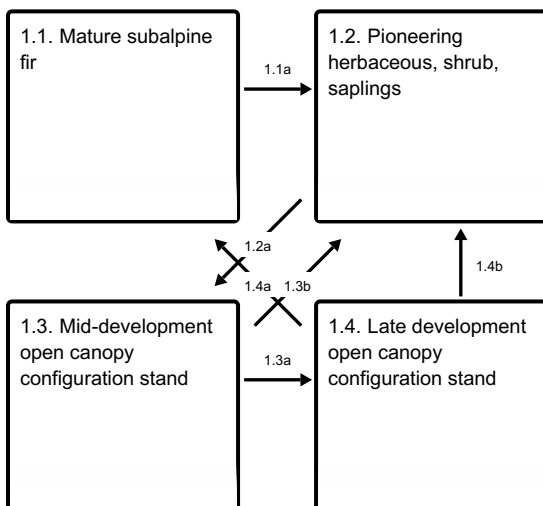 1.1. Mature subalpine
fir
1.1a
1.2. Pioneering
herbaceous, shrub,
saplings
1.2a
1.4a
1.3b
1.4b
1.3. Mid-development
open canopy
configuration stand
1.3a
1.4. Late development
open canopy
configuration stand